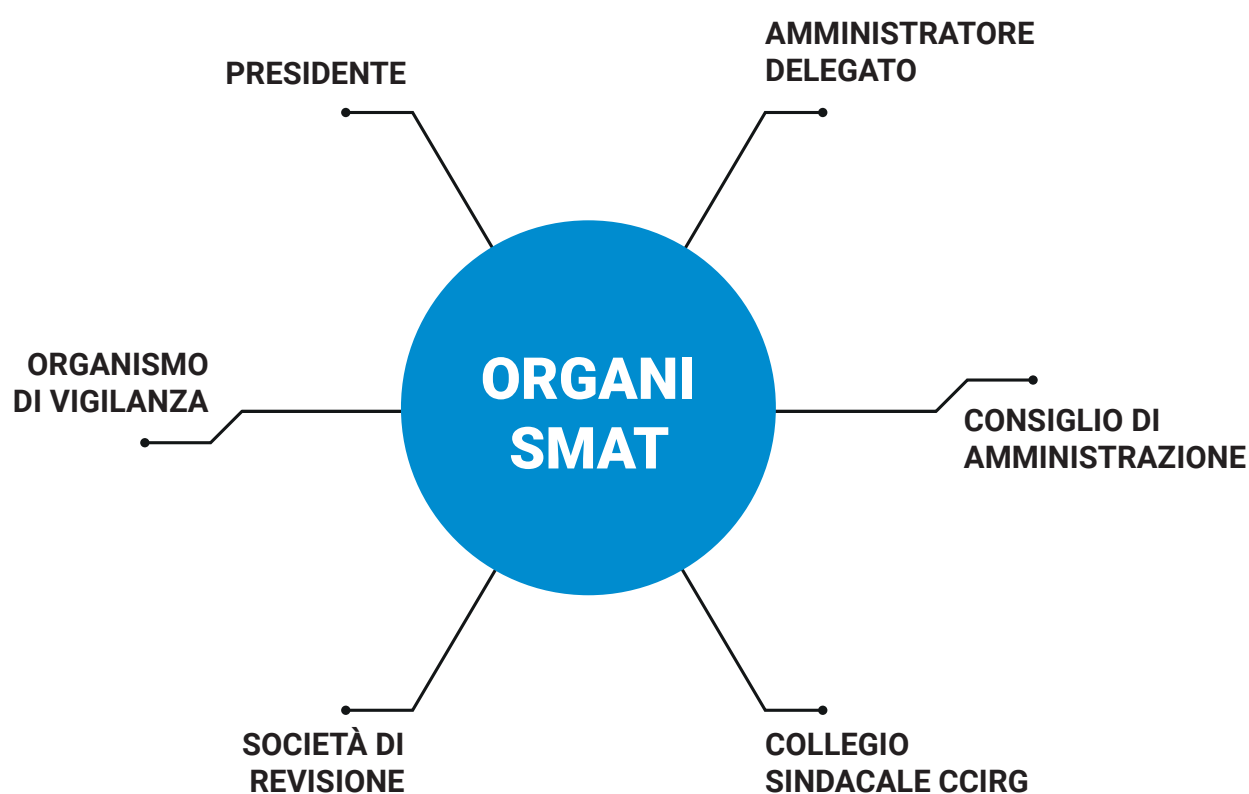 PRESIDENTE
AMMINISTRATORE
DELEGATO
ORGANISMO
DI VIGILANZA
ORGANI
SMAT
CONSIGLIO DI
AMMINISTRAZIONE
SOCIETÀ DI
REVISIONE
COLLEGIO
SINDACALE CCIRG